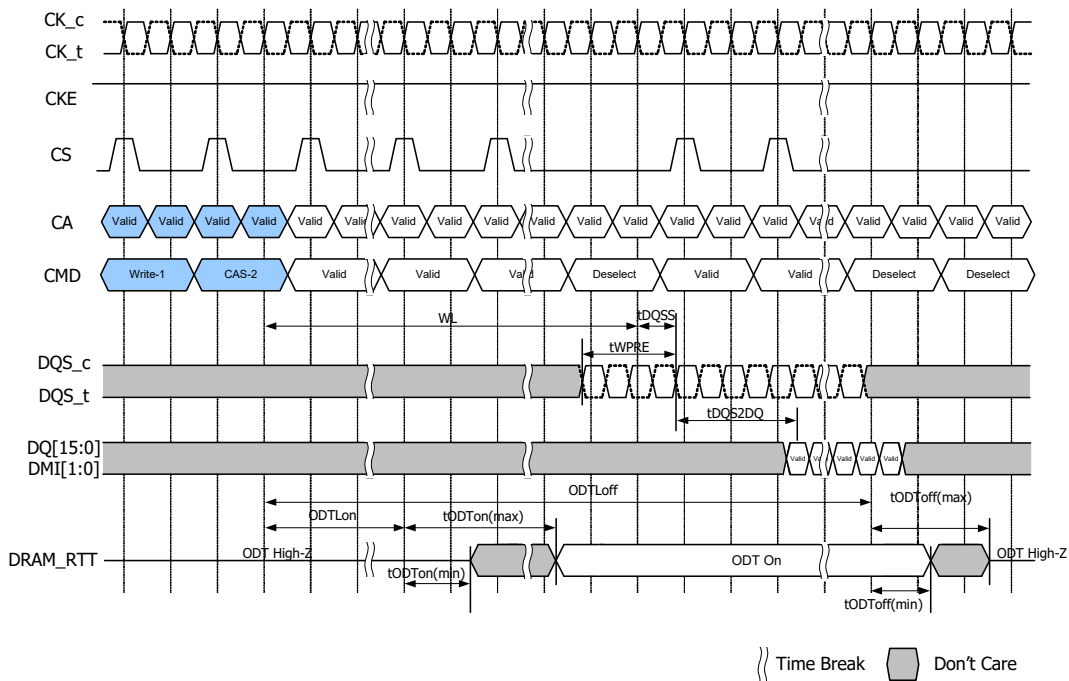 CK_c
CK_t
CKE
CS
CA Valid Valid Valid Valid Valid Valid Valid Valid Valid Valid Valid Valid Valid Valid Valid Valid Valid Valid Valid Valid
CMD Write-1 CAS-2 Valid Valid Valid Deselect Valid Valid Deselect Deselect
WL tDQSS
tWPRE
DQS_c
DQS_t
tDQS2DQ
DQ[15:0]
DMI[1:0]
Valid Valid Valid Valid Valid
ODTLoff
tODToff(max)
ODTLon tODTon(max)
DRAM_RTT ODT High-Z ODT On ODT High-Z
tODTon(min)
tODToff(min)
Time Break Don't Care